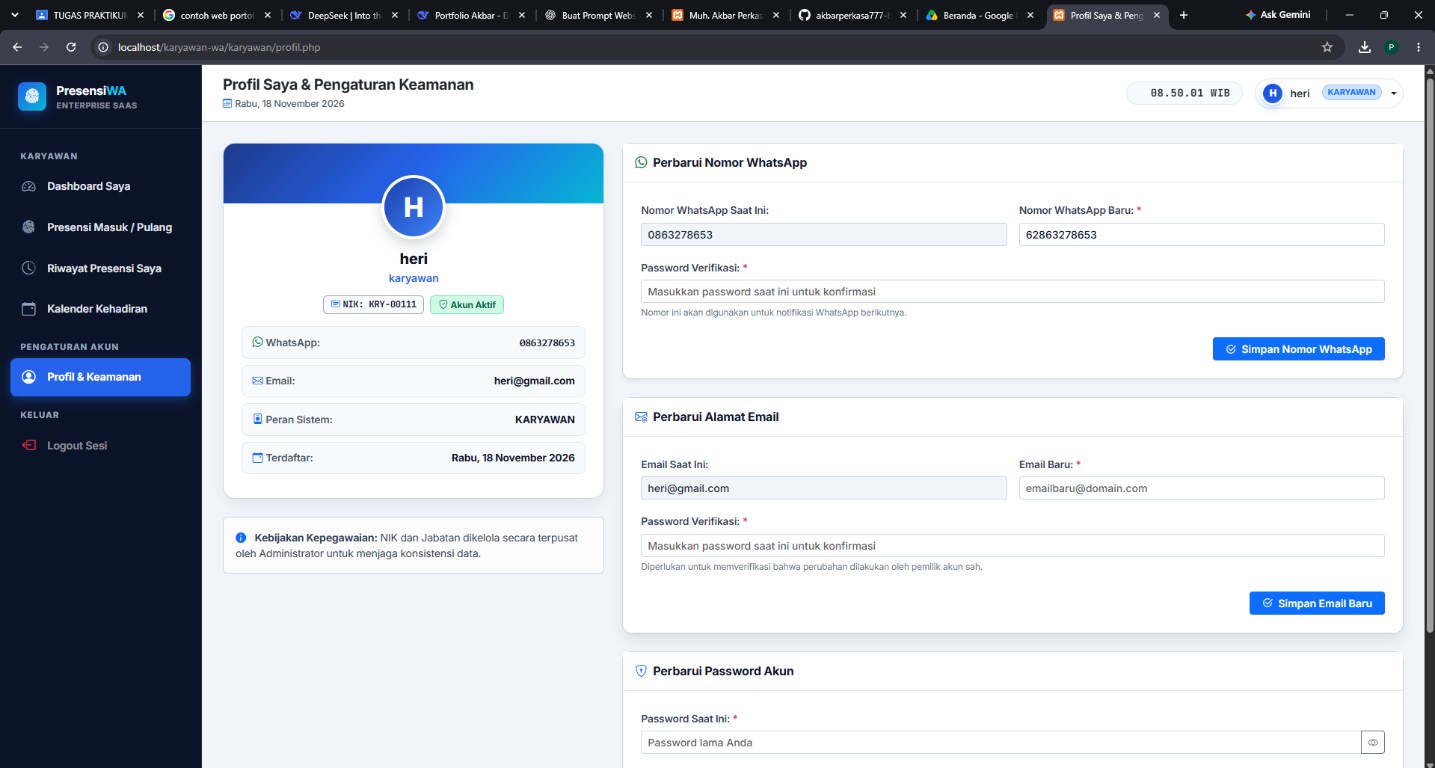 TUGAS PRAKTIKU
contoh web portof
DeepSeek | Into th
Portfolio Akbar - D
Buat Prompt Webs
Muh. Akbar Perkas
akbarperkasa777-b
Beranda - Google
Profil Saya & Peng
Ask Gemini
localhost/karyawan-wa/karyawan/profil.php
P
PresensiWA
ENTERPRISE SAAS
KARYAWAN
Dashboard Saya
Presensi Masuk / Pulang
Riwayat Presensi Saya
Kalender Kehadiran
PENGATURAN AKUN
Profil & Keamanan
KELUAR
Logout Sesi
Profil Saya & Pengaturan Keamanan
Rabu, 18 November 2026
08.50.01 WIB
H heri KARYAWAN
H
heri
karyawan
NIK: KRY-00111 Akun Aktif
WhatsApp: 0863278653
Email: heri@gmail.com
Peran Sistem: KARYAWAN
Terdaftar: Rabu, 18 November 2026
Kebijakan Kepegawaian: NIK dan Jabatan dikelola secara terpusat
oleh Administrator untuk menjaga konsistensi data.
Perbarui Nomor WhatsApp
Nomor WhatsApp Saat Ini: Nomor WhatsApp Baru: *
0863278653 62863278653
Password Verifikasi: *
Masukkan password saat ini untuk konfirmasi
Nomor ini akan digunakan untuk notifikasi WhatsApp berikutnya.
Simpan Nomor WhatsApp
Perbarui Alamat Email
Email Saat Ini: Email Baru: *
heri@gmail.com emailbaru@domain.com
Password Verifikasi: *
Masukkan password saat ini untuk konfirmasi
Diperlukan untuk memverifikasi bahwa perubahan dilakukan oleh pemilik akun sah.
Simpan Email Baru
Perbarui Password Akun
Password Saat Ini: *
Password lama Anda